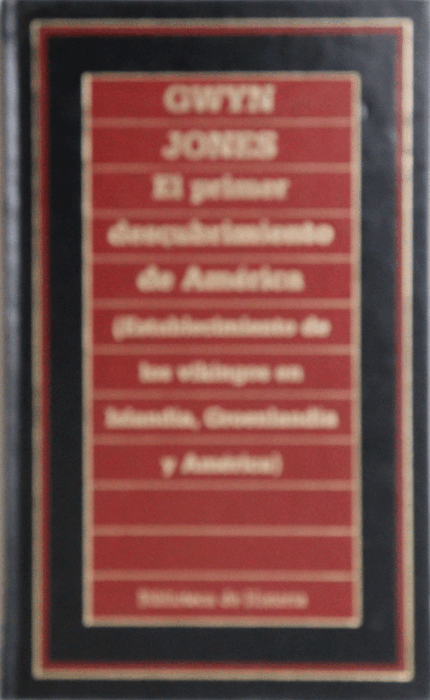 GWYN
JONES
El primer
descubrimiento
de América
(Establecimiento de
los vikingos en
Islandia, Groenlandia
y América)
Biblioteca de Historia